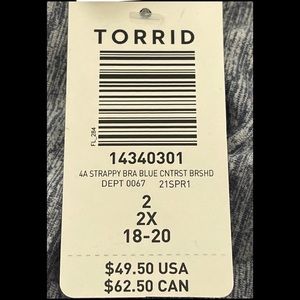 TORRID
FL_284
14340301
4A STRAPPY BRA BLUE CNTRST BRSHD
DEPT 0067 21SPR1
2
2X
18-20
$49.50 USA
$62.50 CAN